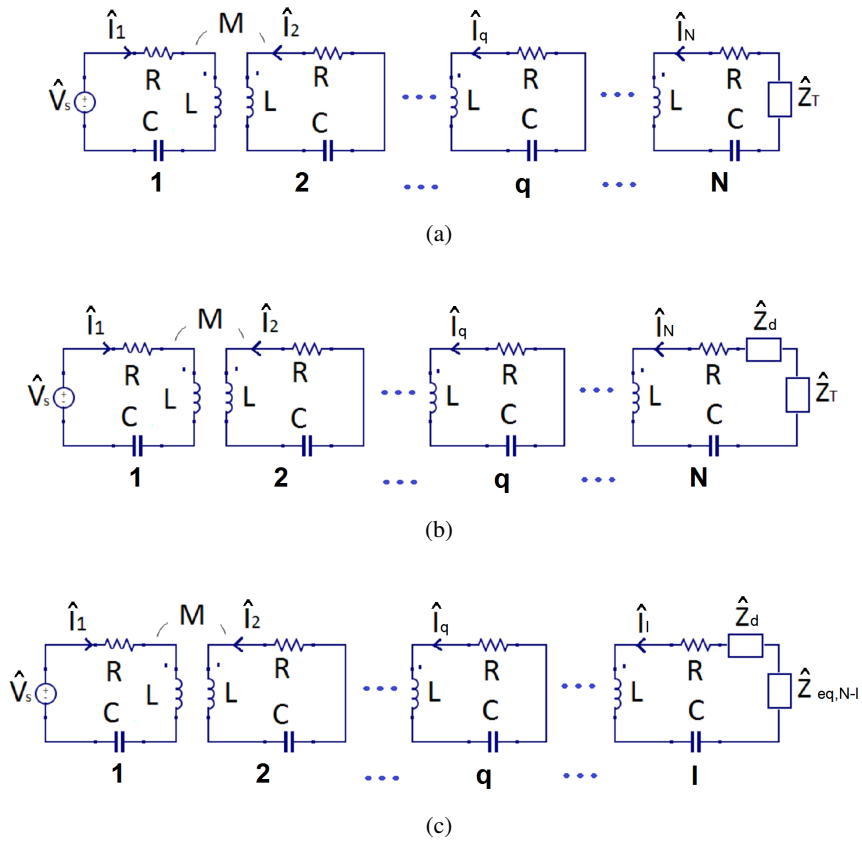 Î1 M Î2 Îq ÎN
R R R R
V̂s L L L L ẐT
C C C C
1 2 q N
(a)
Î1 M Î2 Îq ÎN Ẑd
R R R R
V̂s L L L L ẐT
C C C C
1 2 q N
(b)
Î1 M Î2 Îq Îl Ẑd
R R R R
V̂s L L L L Ẑeq,N-l
C C C C
1 2 q l
(c)